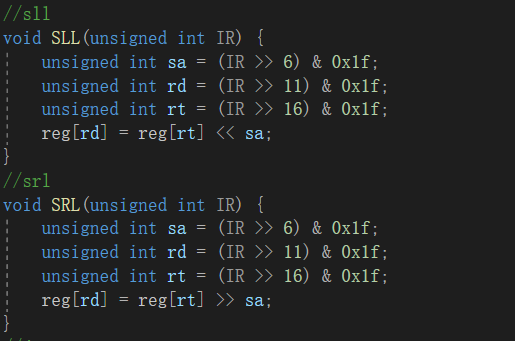 //sll
void SLL(unsigned int IR) {
unsigned int sa = (IR >> 6) & 0x1f;
unsigned int rd = (IR >> 11) & 0x1f;
unsigned int rt = (IR >> 16) & 0x1f;
reg[rd] = reg[rt] << sa;
}
//srl
void SRL(unsigned int IR) {
unsigned int sa = (IR >> 6) & 0x1f;
unsigned int rd = (IR >> 11) & 0x1f;
unsigned int rt = (IR >> 16) & 0x1f;
reg[rd] = reg[rt] >> sa;
}